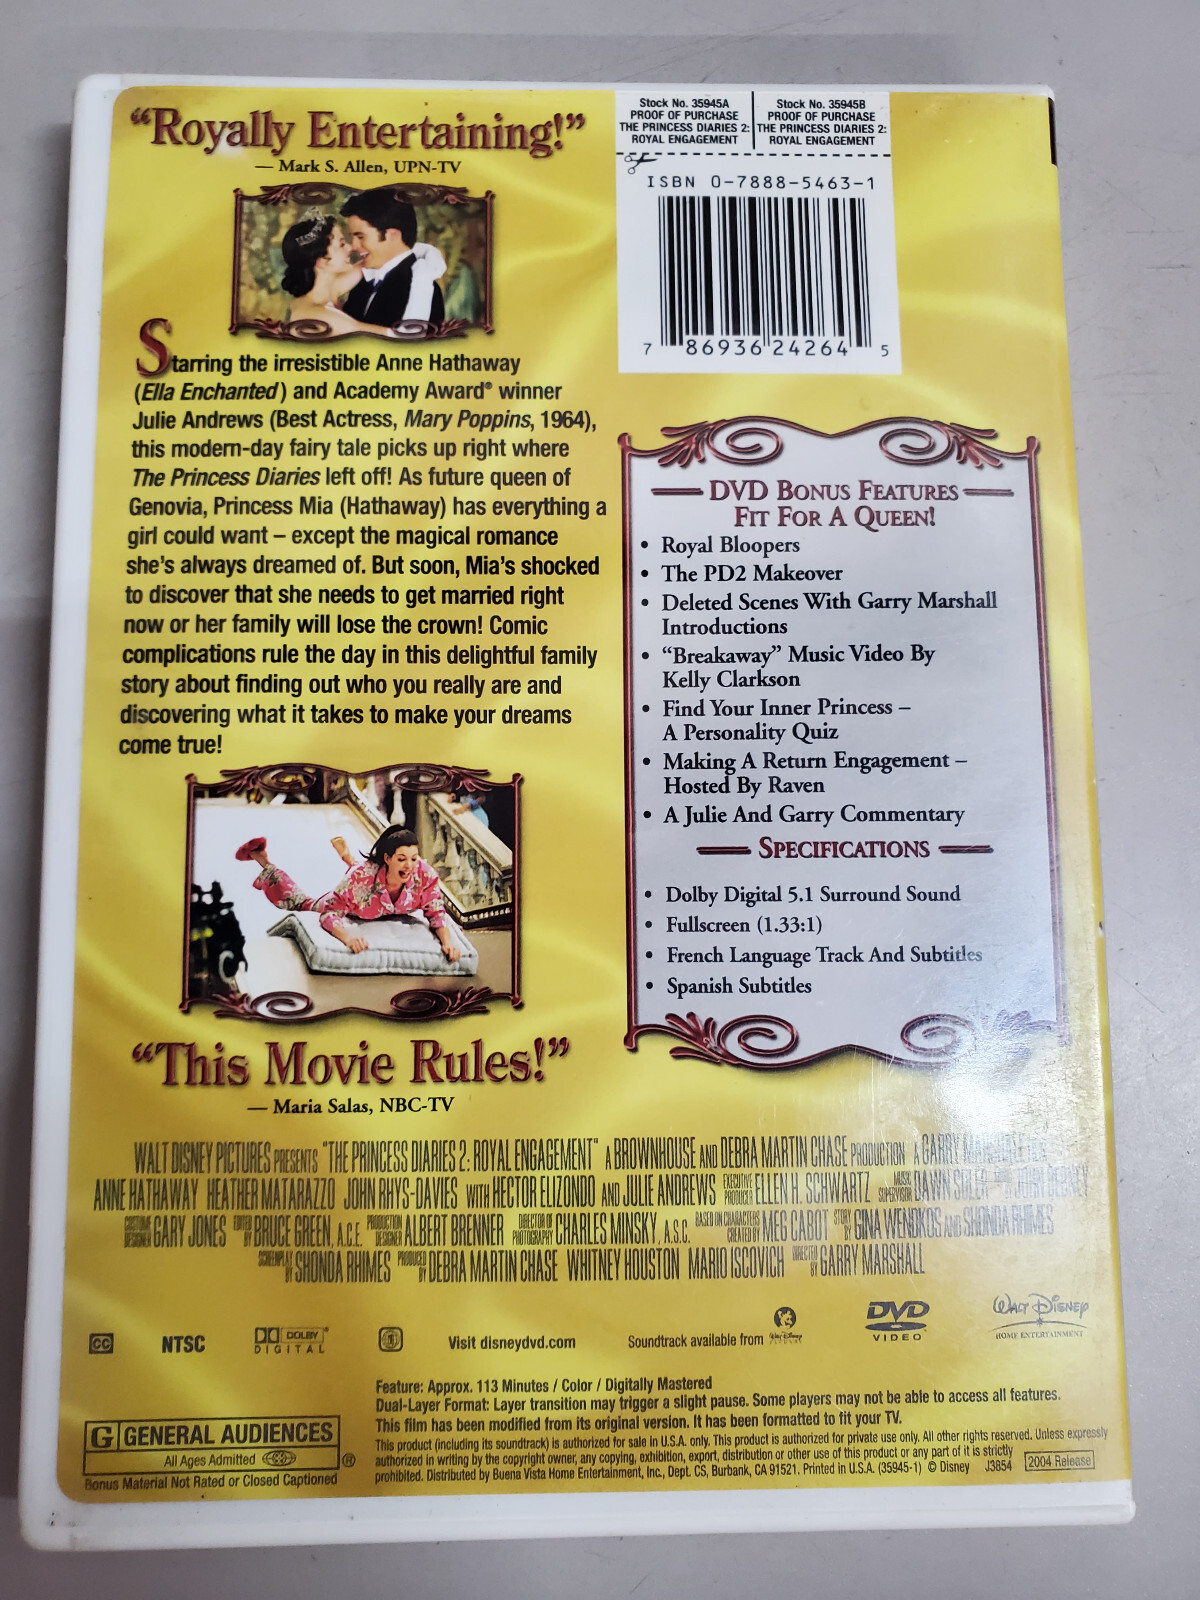 “Royally Entertaining!”
— Mark S. Allen, UPN-TV
Starring the irresistible Anne Hathaway
(Ella Enchanted) and Academy Award® winner
Julie Andrews (Best Actress, Mary Poppins, 1964),
this modern-day fairy tale picks up right where
The Princess Diaries left off! As future queen of
Genovia, Princess Mia (Hathaway) has everything a
girl could want – except the magical romance
she's always dreamed of. But soon, Mia's shocked
to discover that she needs to get married right
now or her family will lose the crown! Comic
complications rule the day in this delightful family
story about finding out who you really are and
discovering what it takes to make your dreams
come true!
“This Movie Rules!”
— Maria Salas, NBC-TV
Stock No. 35945A
PROOF OF PURCHASE
THE PRINCESS DIARIES 2:
ROYAL ENGAGEMENT
Stock No. 35945B
PROOF OF PURCHASE
THE PRINCESS DIARIES 2:
ROYAL ENGAGEMENT
ISBN 0-7888-5463-1
7 86936 24264 5
DVD BONUS FEATURES
FIT FOR A QUEEN!
• Royal Bloopers
• The PD2 Makeover
• Deleted Scenes With Garry Marshall
Introductions
• “Breakaway” Music Video By
Kelly Clarkson
• Find Your Inner Princess –
A Personality Quiz
• Making A Return Engagement –
Hosted By Raven
• A Julie And Garry Commentary
SPECIFICATIONS
• Dolby Digital 5.1 Surround Sound
• Fullscreen (1.33:1)
• French Language Track And Subtitles
• Spanish Subtitles
WALT DISNEY PICTURES PRESENTS "THE PRINCESS DIARIES 2: ROYAL ENGAGEMENT" A BROWNHOUSE AND DEBRA MARTIN CHASE PRODUCTION A GARRY MARSHALL FILM
ANNE HATHAWAY HEATHER MATARAZZO JOHN RHYS-DAVIES WITH HECTOR ELIZONDO AND JULIE ANDREWS EXECUTIVE PRODUCER ELLEN H. SCHWARTZ MUSIC SUPERVISOR DAWN SOLER JOHN DEBNEY
COSTUME DESIGNER GARY JONES EDITED BY BRUCE GREEN, A.C.E. PRODUCTION DESIGNER ALBERT BRENNER DIRECTOR OF PHOTOGRAPHY CHARLES MINSKY, A.S.C. BASED ON CHARACTERS CREATED BY MEG CABOT STORY BY GINA WENDKOS AND SHONDA RHIMES
SCREENPLAY BY SHONDA RHIMES PRODUCED BY DEBRA MARTIN CHASE WHITNEY HOUSTON MARIO ISCOVICH DIRECTED BY GARRY MARSHALL
CC NTSC DOLBY DIGITAL Visit disneydvd.com Soundtrack available from Walt Disney RECORDS DVD VIDEO WALT DISNEY HOME ENTERTAINMENT
Feature: Approx. 113 Minutes / Color / Digitally Mastered
Dual-Layer Format: Layer transition may trigger a slight pause. Some players may not be able to access all features.
This film has been modified from its original version. It has been formatted to fit your TV.
This product (including its soundtrack) is authorized for sale in U.S.A. only. This product is authorized for private use only. All other rights reserved. Unless expressly
authorized in writing by the copyright owner, any copying, exhibition, export, distribution or other use of this product or any part of it is strictly
prohibited. Distributed by Buena Vista Home Entertainment, Inc., Dept. CS, Burbank, CA 91521. Printed in U.S.A. (35945-1) © Disney J3854 2004 Release
G GENERAL AUDIENCES
All Ages Admitted ®
Bonus Material Not Rated or Closed Captioned